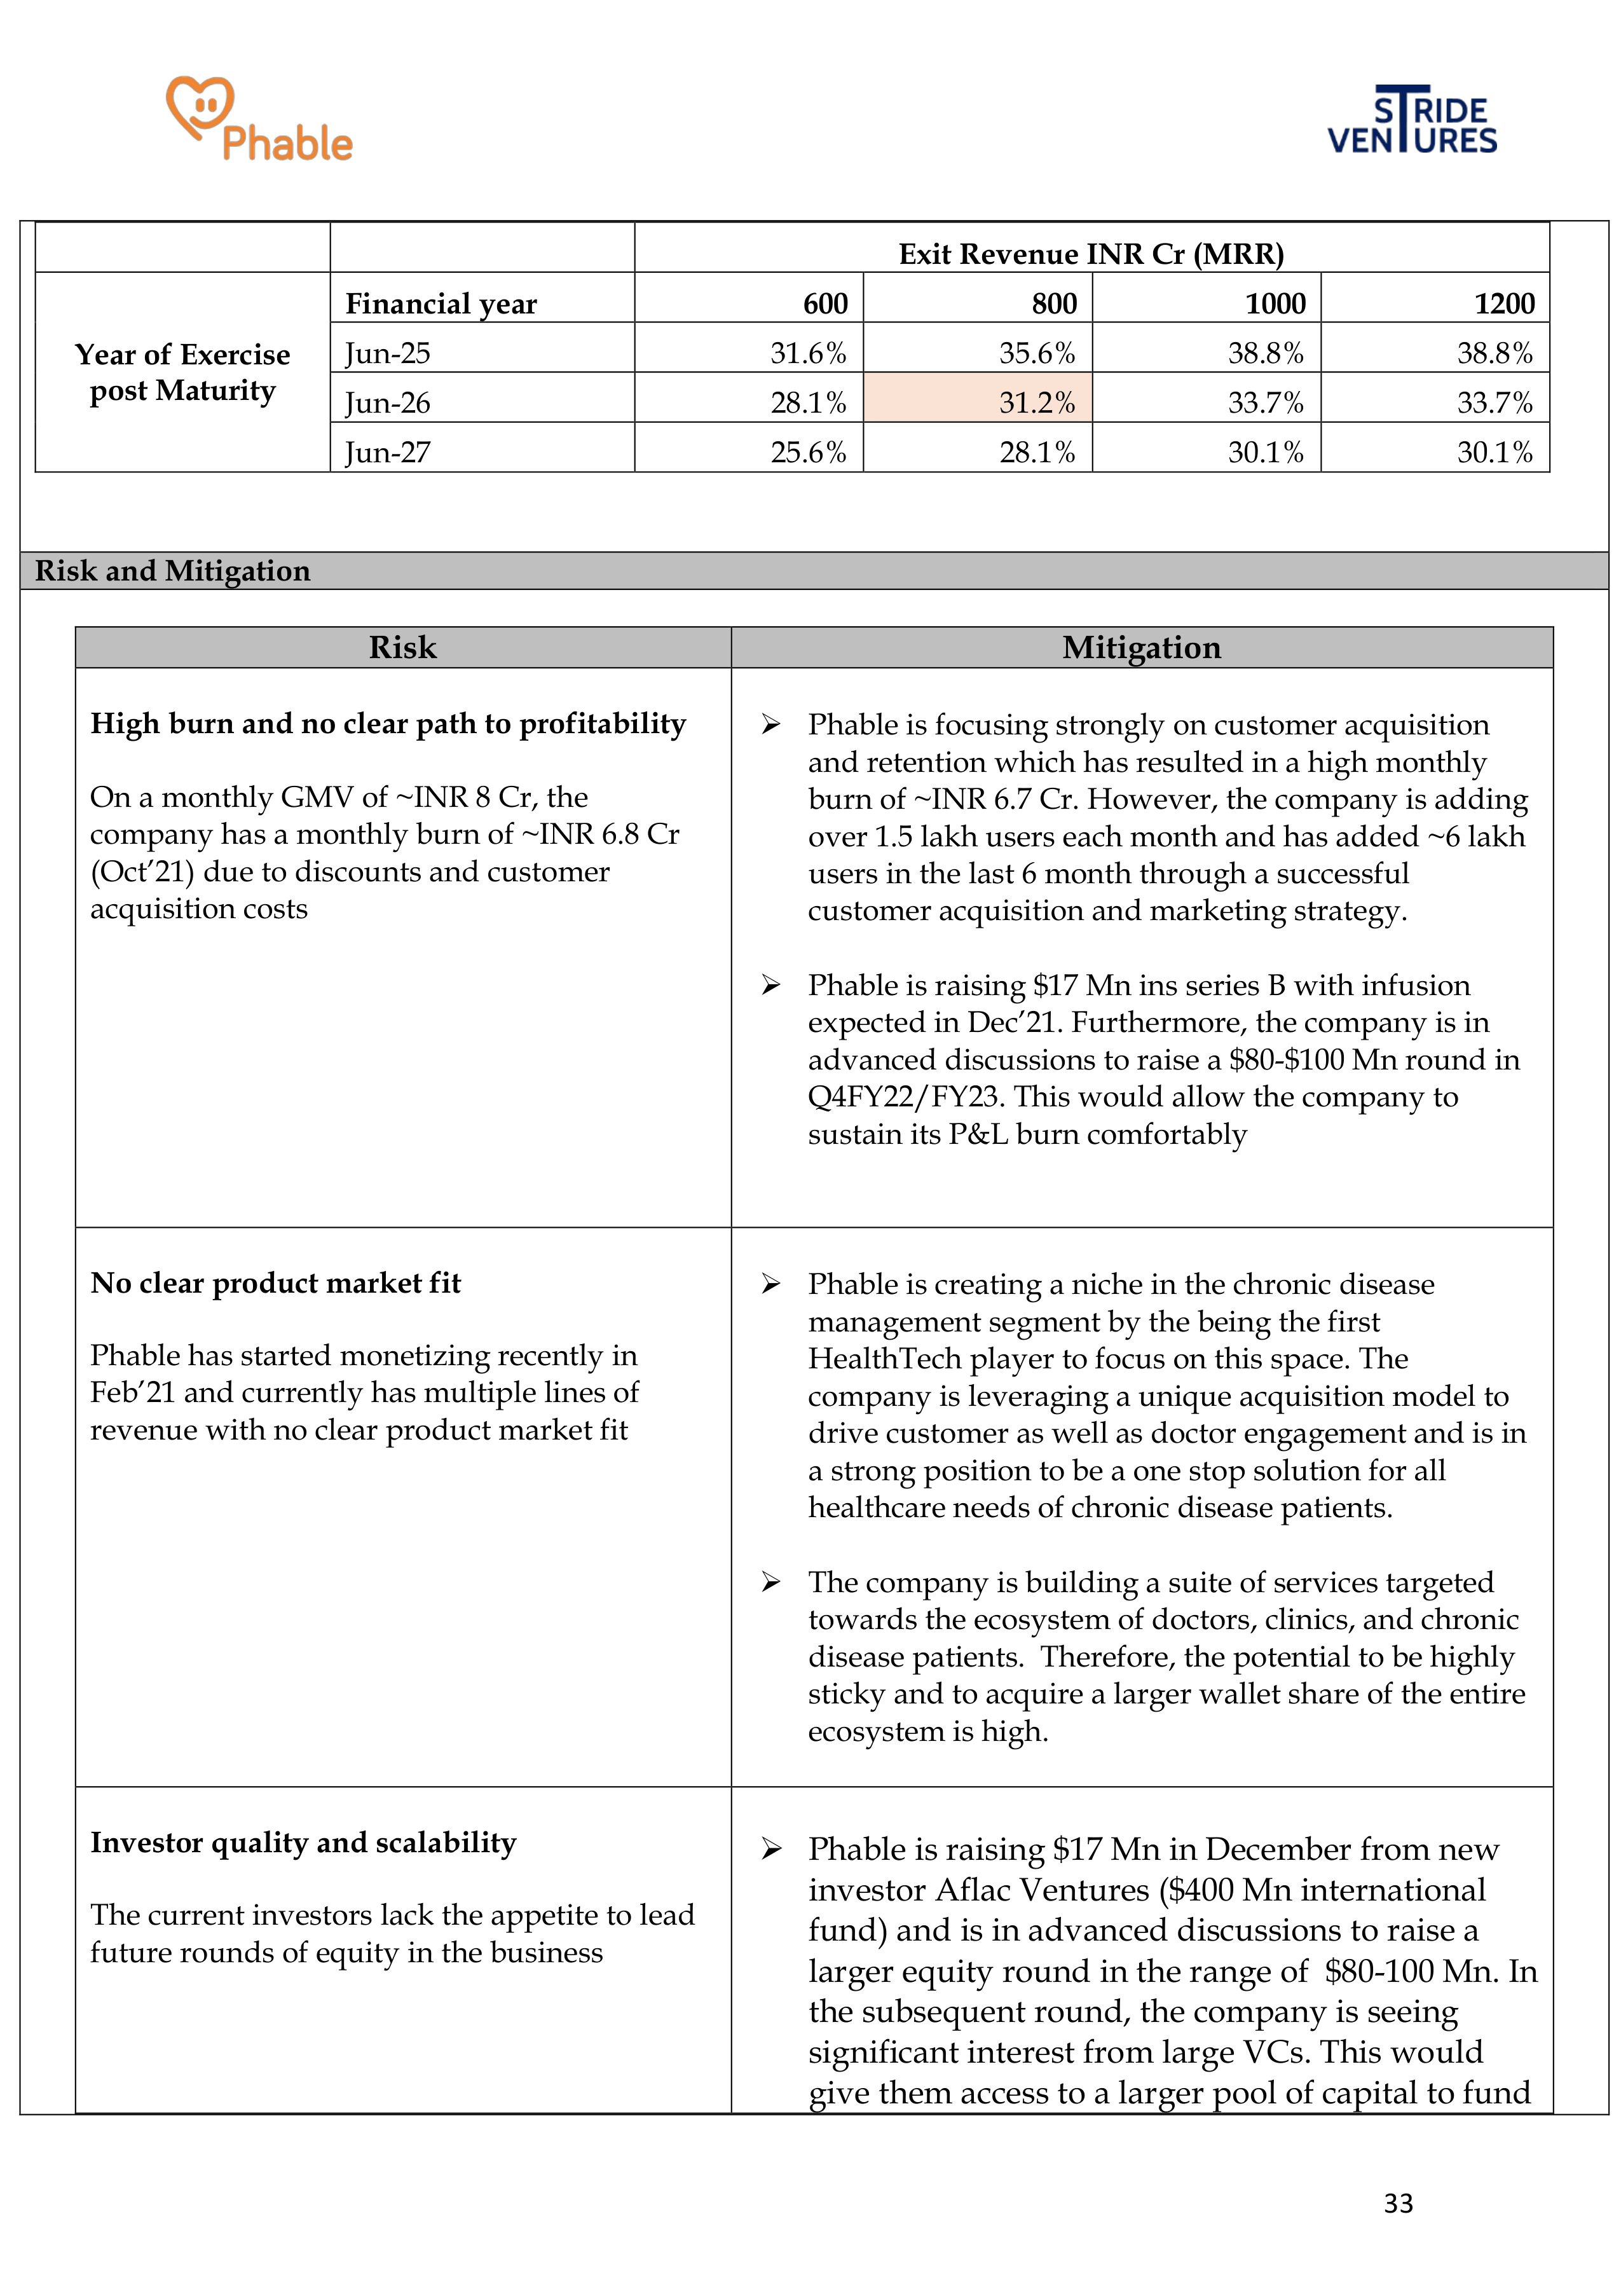 Phable
STRIDE
VENTURES
Exit Revenue INR Cr (MRR)
Year of Exercise
post Maturity
Financial year 600 800 1000 1200
Jun-25 31.6% 35.6% 38.8% 38.8%
Jun-26 28.1% 31.2% 33.7% 33.7%
Jun-27 25.6% 28.1% 30.1% 30.1%
Risk and Mitigation
Risk Mitigation
High burn and no clear path to profitability
On a monthly GMV of ~INR 8 Cr, the
company has a monthly burn of ~INR 6.8 Cr
(Oct’21) due to discounts and customer
acquisition costs
➢ Phable is focusing strongly on customer acquisition
and retention which has resulted in a high monthly
burn of ~INR 6.7 Cr. However, the company is adding
over 1.5 lakh users each month and has added ~6 lakh
users in the last 6 month through a successful
customer acquisition and marketing strategy.
➢ Phable is raising $17 Mn ins series B with infusion
expected in Dec’21. Furthermore, the company is in
advanced discussions to raise a $80-$100 Mn round in
Q4FY22/FY23. This would allow the company to
sustain its P&L burn comfortably
No clear product market fit
Phable has started monetizing recently in
Feb’21 and currently has multiple lines of
revenue with no clear product market fit
➢ Phable is creating a niche in the chronic disease
management segment by the being the first
HealthTech player to focus on this space. The
company is leveraging a unique acquisition model to
drive customer as well as doctor engagement and is in
a strong position to be a one stop solution for all
healthcare needs of chronic disease patients.
➢ The company is building a suite of services targeted
towards the ecosystem of doctors, clinics, and chronic
disease patients.  Therefore, the potential to be highly
sticky and to acquire a larger wallet share of the entire
ecosystem is high.
Investor quality and scalability
The current investors lack the appetite to lead
future rounds of equity in the business
➢ Phable is raising $17 Mn in December from new
investor Aflac Ventures ($400 Mn international
fund) and is in advanced discussions to raise a
larger equity round in the range of  $80-100 Mn. In
the subsequent round, the company is seeing
significant interest from large VCs. This would
give them access to a larger pool of capital to fund
33